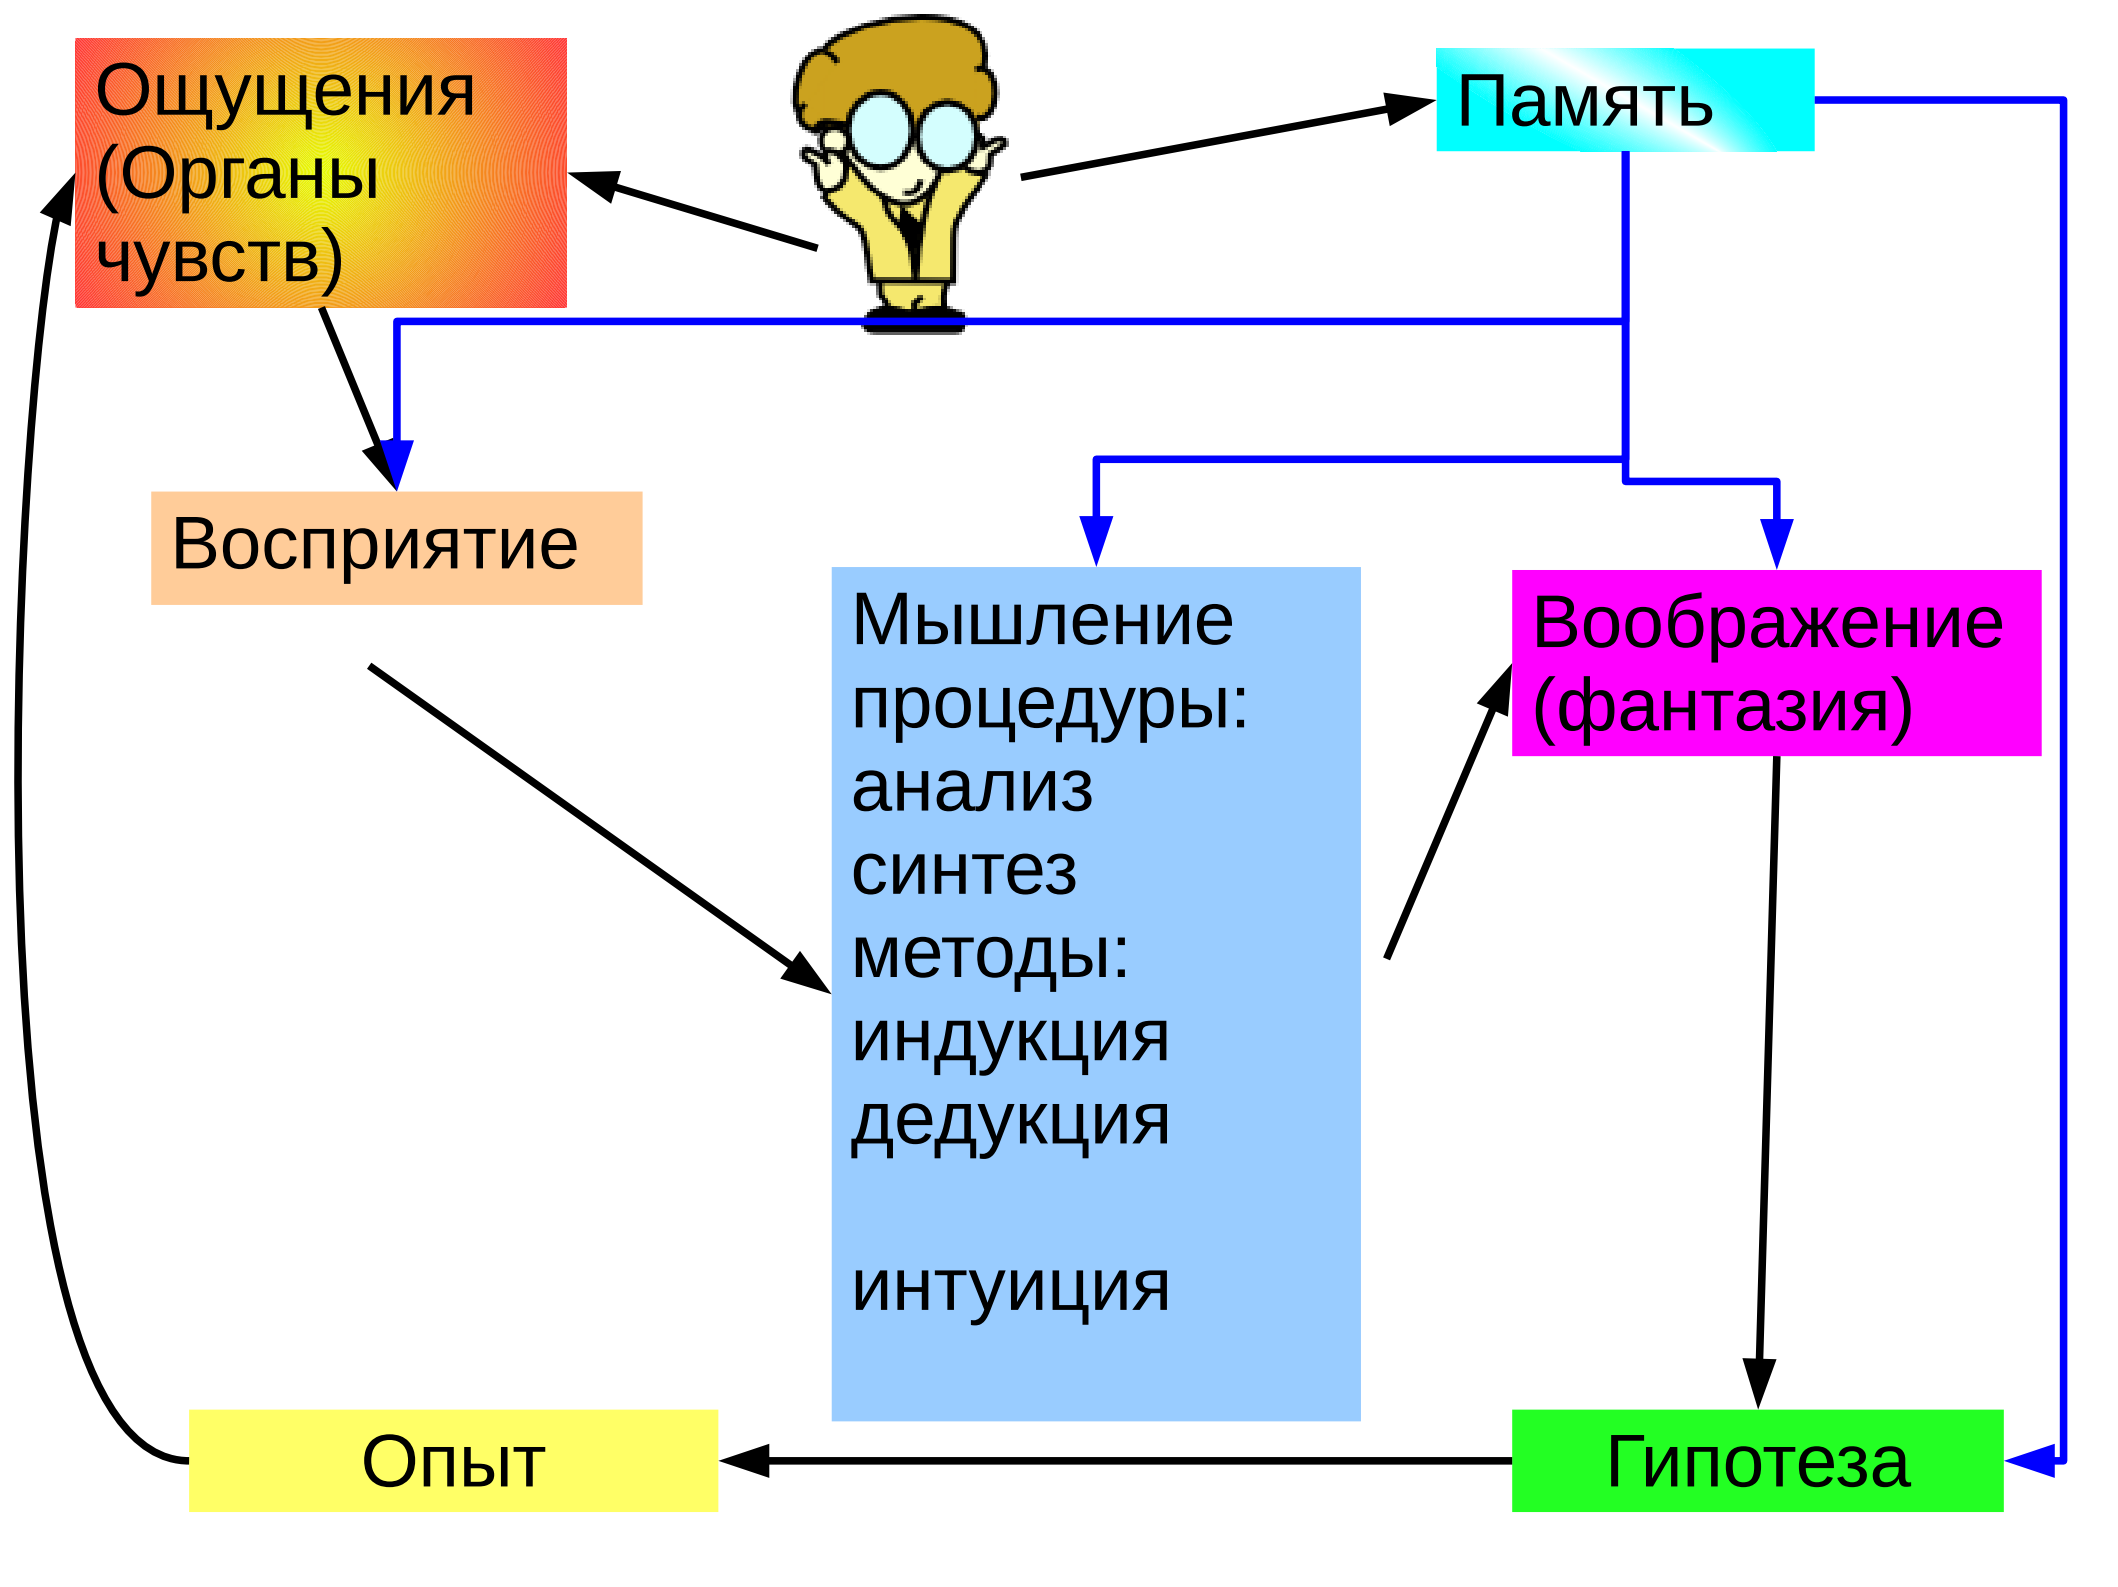 Ощущения
(Органы
чувств)
Память
Восприятие
Мышление
процедуры:
анализ
синтез
методы:
индукция
дедукция
интуиция
Воображение
(фантазия)
Опыт
Гипотеза